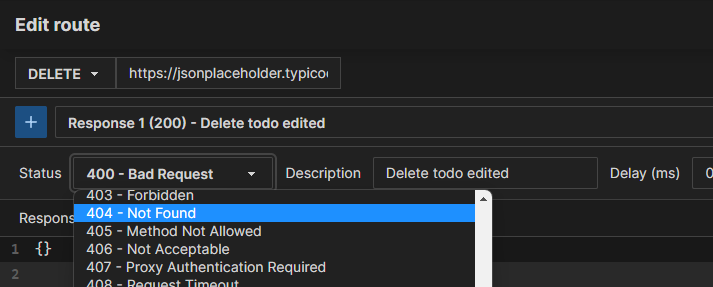 Edit route
DELETE https://jsonplaceholder.typico
Response 1 (200) - Delete todo edited
Status 400 - Bad Request Description Delete todo edited Delay (ms) 0
403 - Forbidden
404 - Not Found
Respons
405 - Method Not Allowed
1 {} 406 - Not Acceptable
407 - Proxy Authentication Required
2
408 - Request Timeout